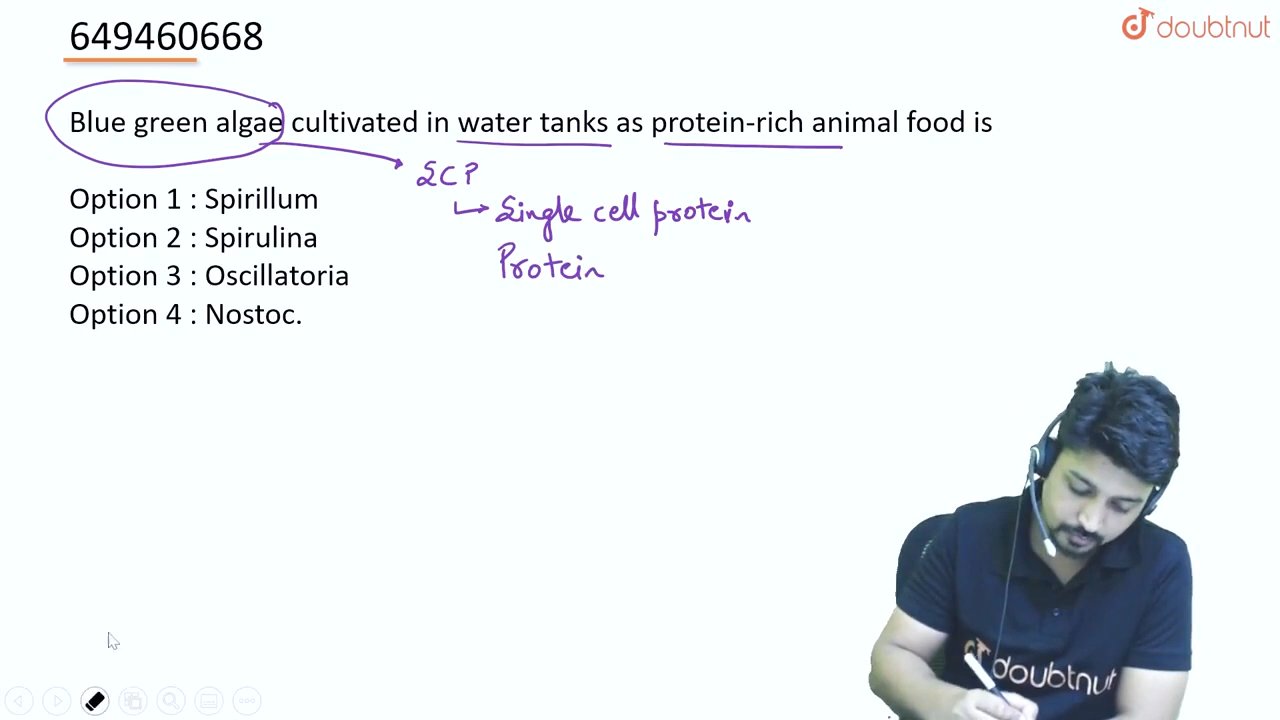 649460668
doubtnut
Blue green algae cultivated in water tanks as protein-rich animal food is
SCP
Single cell protein
Protein
Option 1 : Spirillum
Option 2 : Spirulina
Option 3 : Oscillatoria
Option 4 : Nostoc.
doubtnut